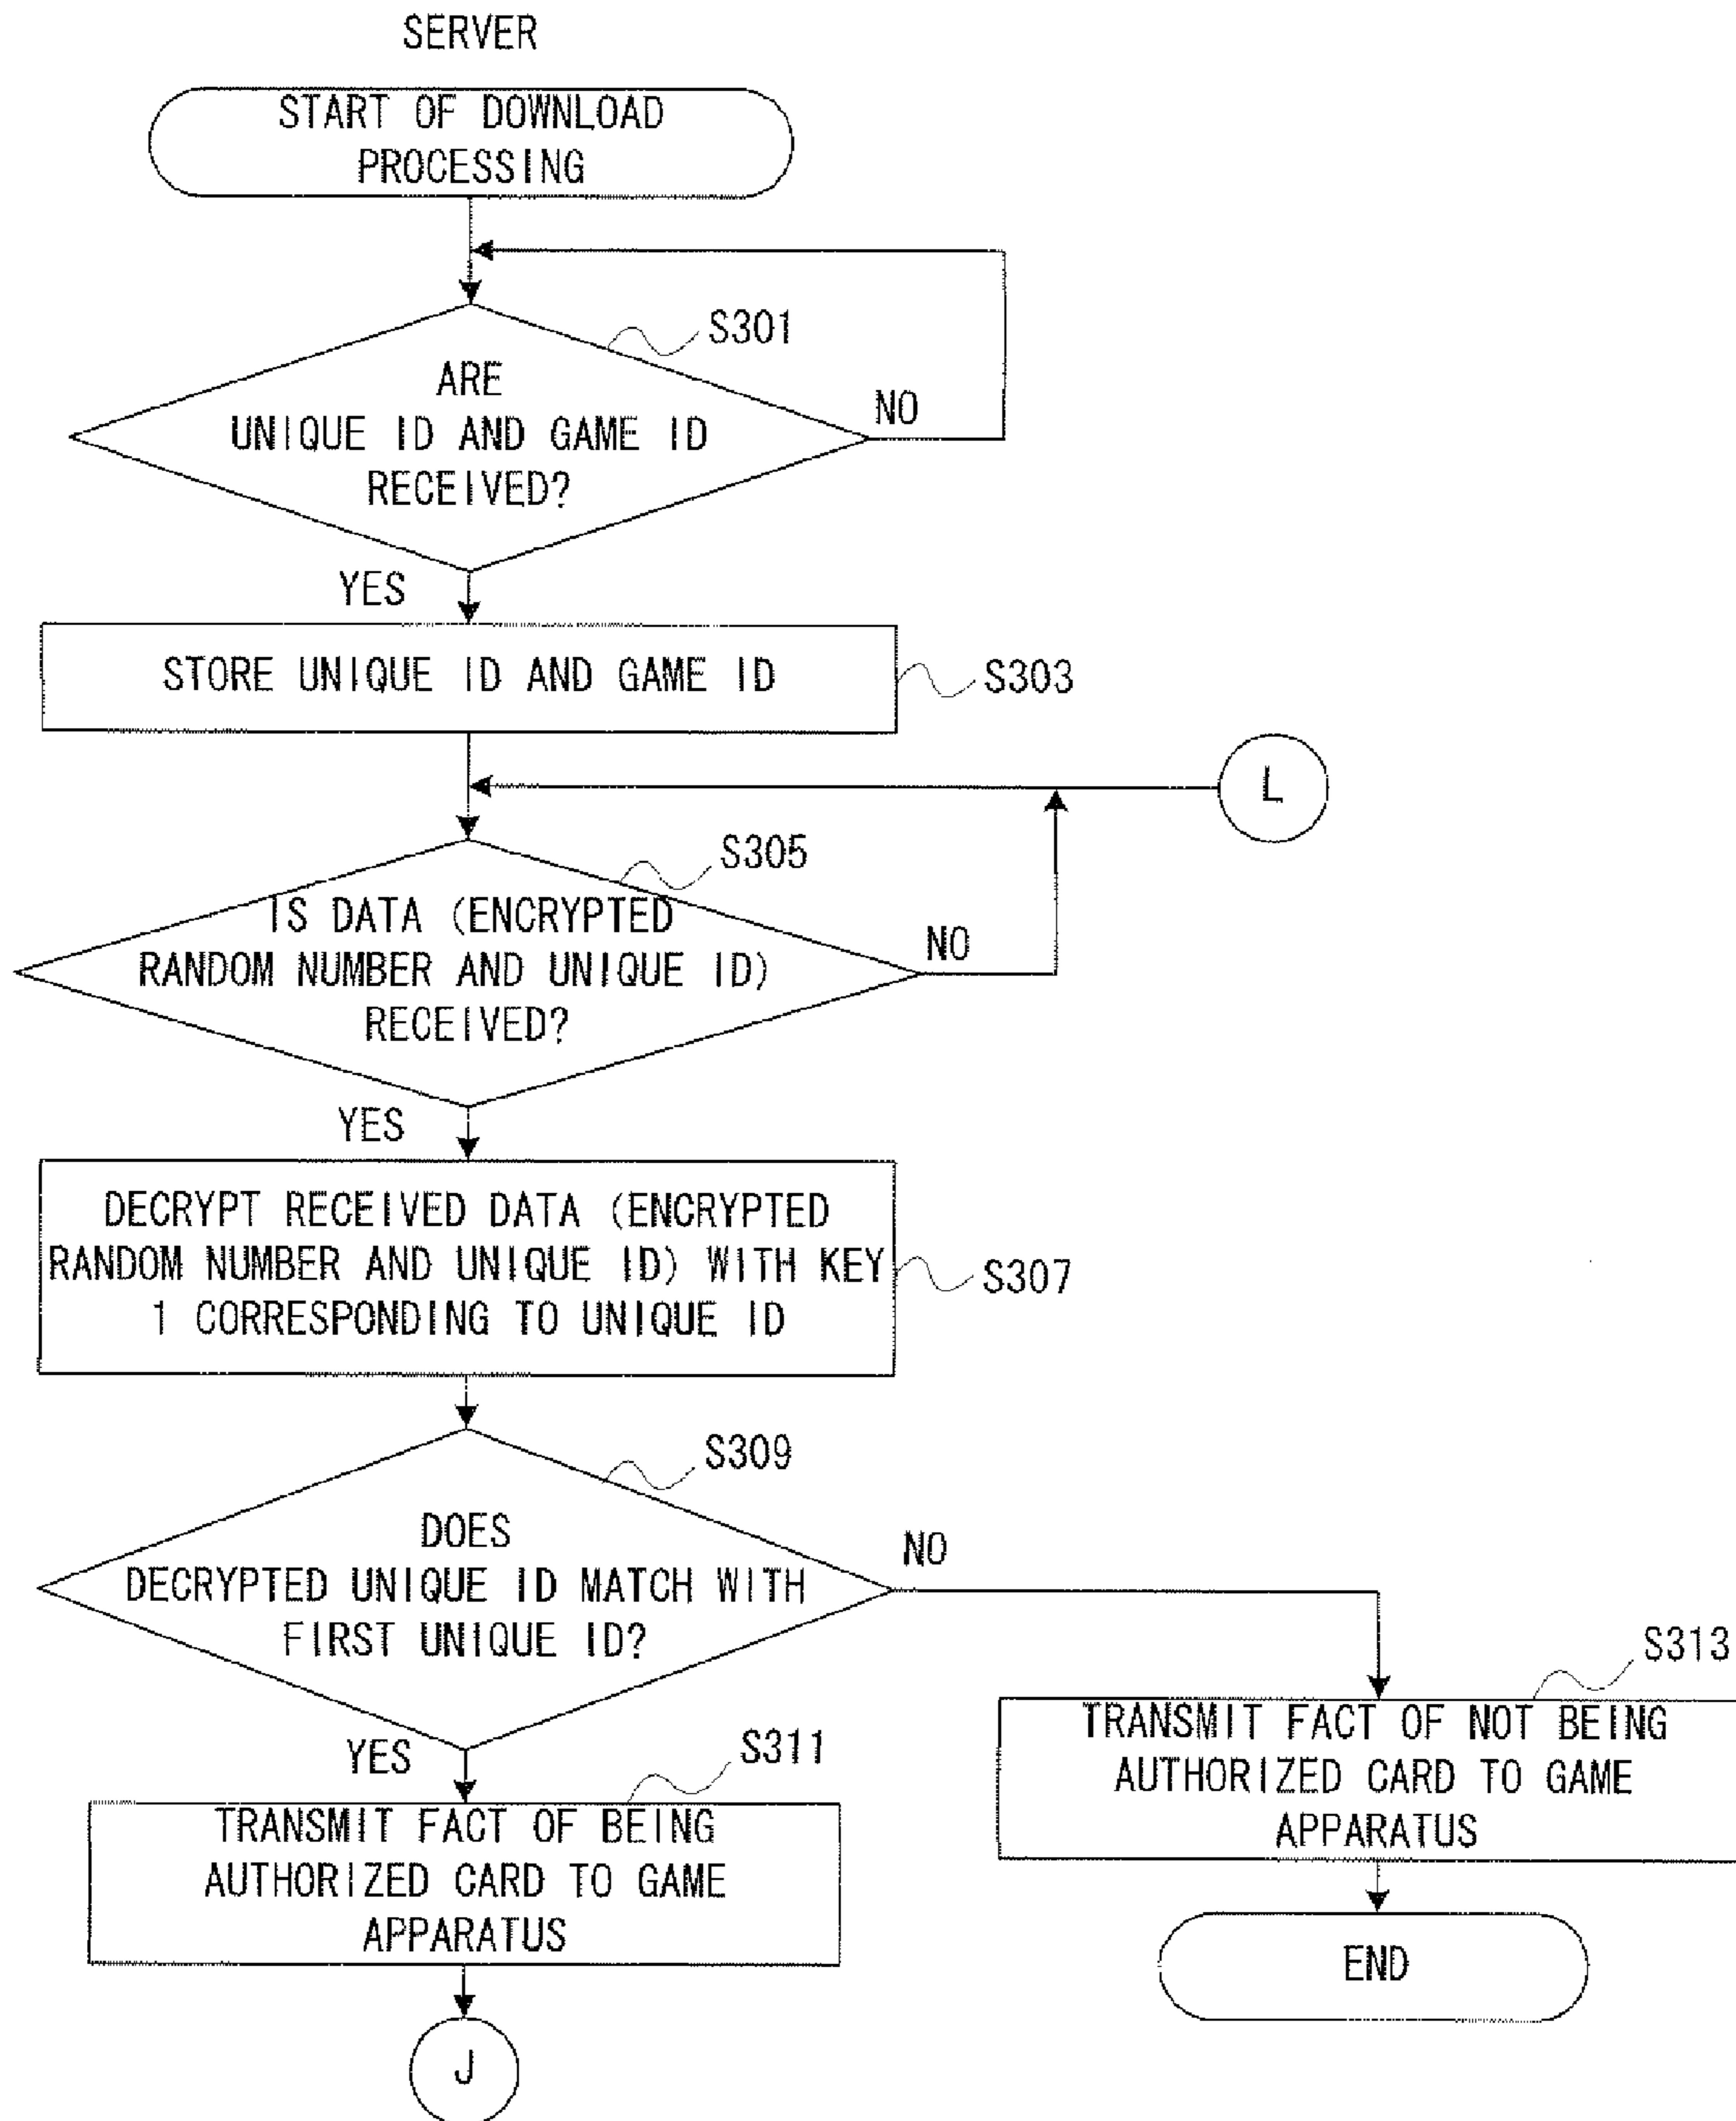 SERVER
START OF DOWNLOAD
PROCESSING
S301
ARE
UNIQUE ID AND GAME ID
RECEIVED?
NO
YES
STORE UNIQUE ID AND GAME ID
S303
L
S305
IS DATA (ENCRYPTED
RANDOM NUMBER AND UNIQUE ID)
RECEIVED?
NO
YES
DECRYPT RECEIVED DATA (ENCRYPTED
RANDOM NUMBER AND UNIQUE ID) WITH KEY
1 CORRESPONDING TO UNIQUE ID
S307
S309
DOES
DECRYPTED UNIQUE ID MATCH WITH
FIRST UNIQUE ID?
NO
YES
S311
TRANSMIT FACT OF BEING
AUTHORIZED CARD TO GAME
APPARATUS
S313
TRANSMIT FACT OF NOT BEING
AUTHORIZED CARD TO GAME
APPARATUS
END
J